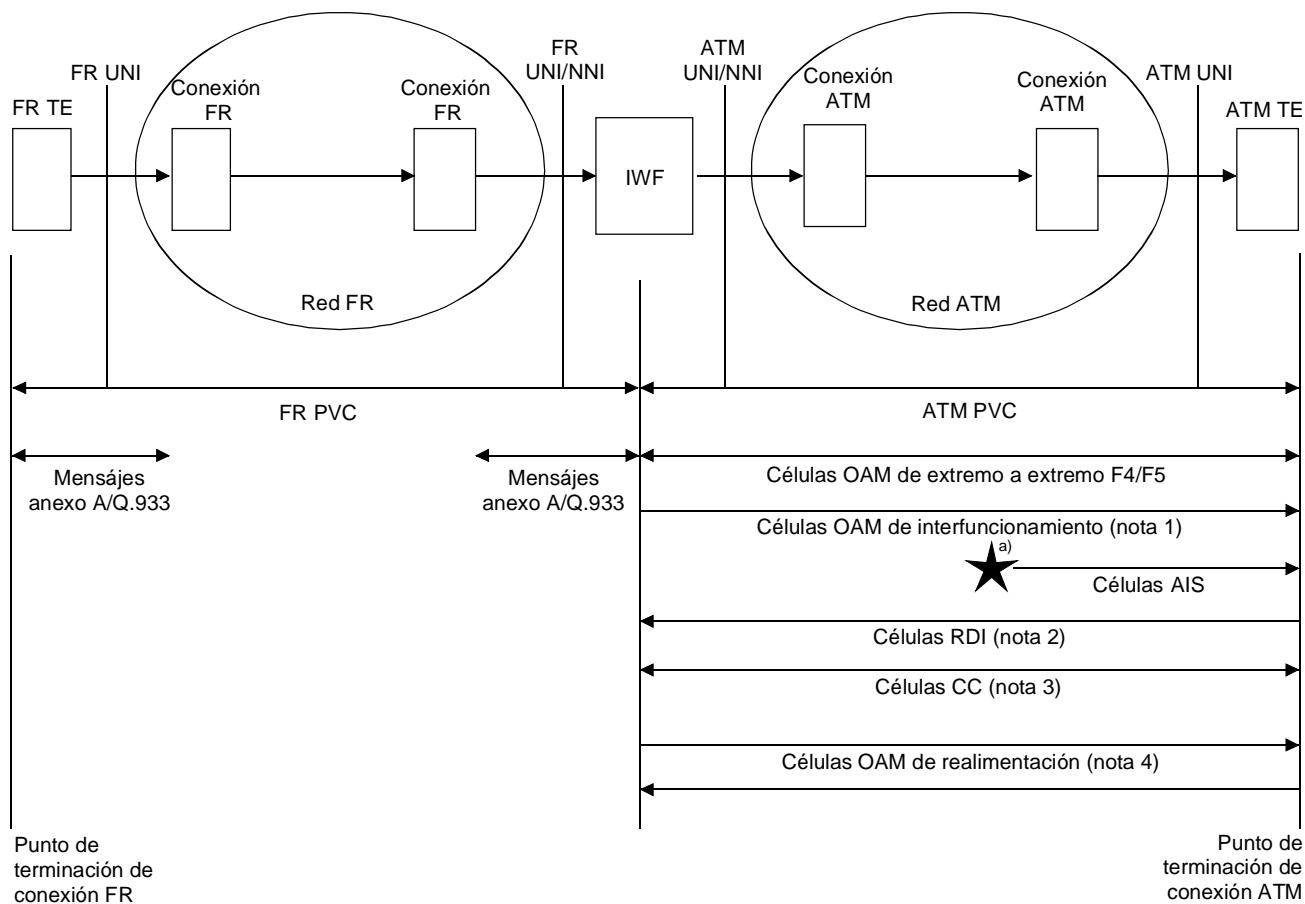 FR TE
FR UNI
Conexión
FR
Conexión
FR
FR
UNI/NNI
IWF
ATM
UNI/NNI
Conexión
ATM
Conexión
ATM
ATM UNI
ATM TE
Red FR
Red ATM
FR PVC
ATM PVC
Mensájes
anexo A/Q.933
Mensájes
anexo A/Q.933
Células OAM de extremo a extremo F4/F5
Células OAM de interfuncionamiento (nota 1)
a)
Células AIS
Células RDI (nota 2)
Células CC (nota 3)
Células OAM de realimentación (nota 4)
Punto de
terminación de
conexión FR
Punto de
terminación de
conexión ATM